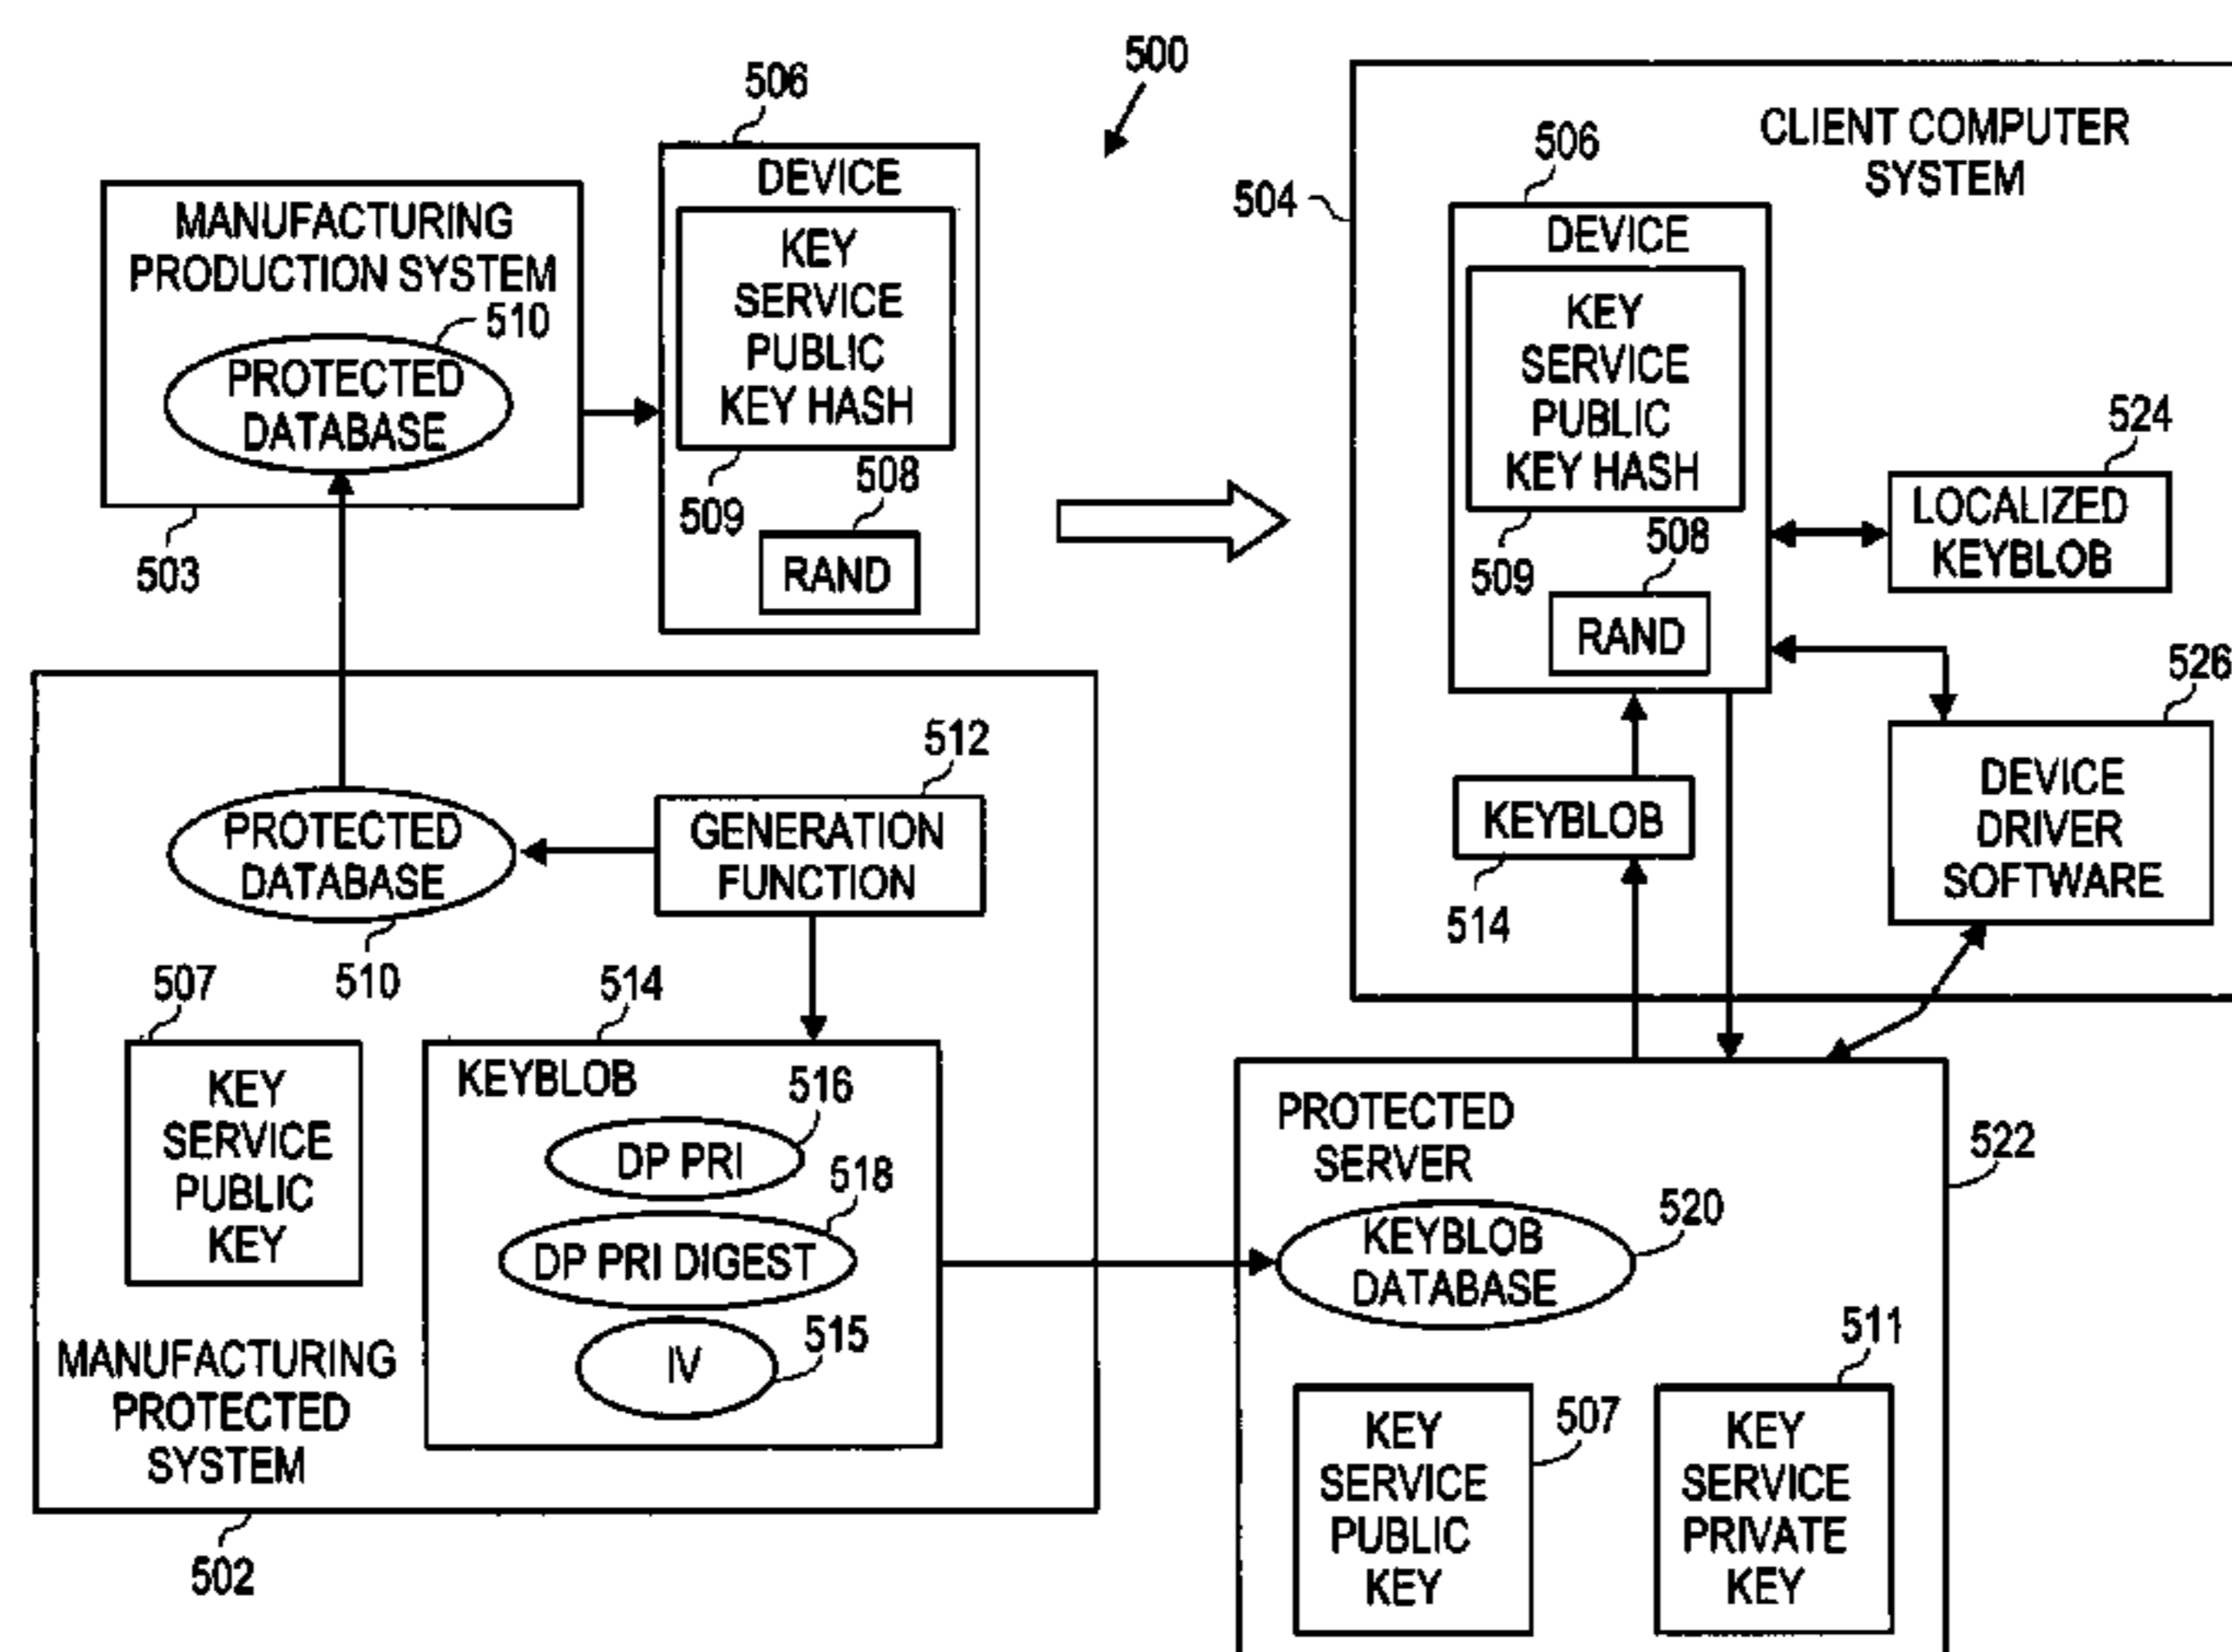 500
506
DEVICE
KEY
SERVICE
PUBLIC
KEY HASH
509
508
RAND
MANUFACTURING
PRODUCTION SYSTEM
510
PROTECTED
DATABASE
503
CLIENT COMPUTER
SYSTEM
504
506
DEVICE
KEY
SERVICE
PUBLIC
KEY HASH
509
508
RAND
524
LOCALIZED
KEYBLOB
526
DEVICE
DRIVER
SOFTWARE
KEYBLOB
514
512
GENERATION
FUNCTION
PROTECTED
DATABASE
510
507
KEY
SERVICE
PUBLIC
KEY
514
KEYBLOB
516
DP PRI
518
DP PRI DIGEST
515
IV
MANUFACTURING
PROTECTED
SYSTEM
502
PROTECTED
SERVER
522
520
KEYBLOB
DATABASE
507
KEY
SERVICE
PUBLIC
KEY
511
KEY
SERVICE
PRIVATE
KEY